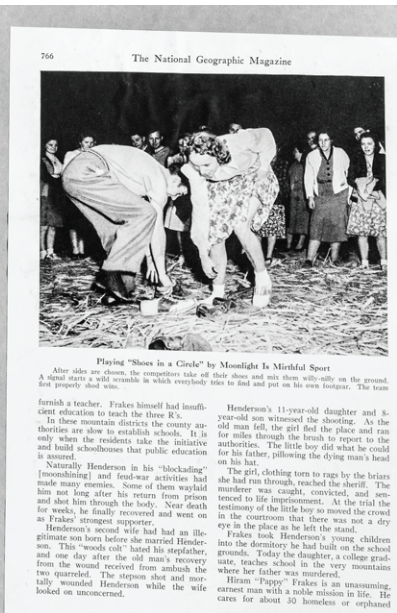 766
The National Geographic Magazine
Playing "Shoes in a Circle" by Moonlight Is Mirthful Sport
After sides are chosen, the competitors take off their shoes and mix them willy-nilly on the ground.
A signal starts a wild scramble in which everybody tries to find and put on his own footgear. The team
first properly shod wins.
furnish a teacher. Frakes himself had insuffi-
cient education to teach the three R's.
In these mountain districts the county au-
thorities are slow to establish schools. It is
only when the residents take the initiative
and build schoolhouses that public education
is assured.
Naturally Henderson in his "blockading"
[moonshining] and feud-war activities had
made many enemies. Some of them waylaid
him not long after his return from prison
and shot him through the body. Near death
for weeks, he finally recovered and went on
as Frakes' strongest supporter.
Henderson's second wife had had an ille-
gitimate son born before she married Hender-
son. This "woods colt" hated his stepfather,
and one day after the old man's recovery
from the wound received from ambush the
two quarreled. The stepson shot and mor-
tally wounded Henderson while the wife
looked on unconcerned.
Henderson's 11-year-old daughter and 8-
year-old son witnessed the shooting. As the
old man fell, the girl fled the place and ran
for miles through the brush to report to the
authorities. The little boy did what he could
for his father, pillowing the dying man's head
on his hat.
The girl, clothing torn to rags by the briars
she had run through, reached the sheriff. The
murderer was caught, convicted, and sen-
tenced to life imprisonment. At the trial the
testimony of the little boy so moved the crowd
in the courtroom that there was not a dry
eye in the place as he left the stand.
Frakes took Henderson's young children
into the dormitory he had built on the school
grounds. Today the daughter, a college grad-
uate, teaches school in the very mountains
where her father was murdered.
Hiram "Pappy" Frakes is an unassuming,
earnest man with a noble mission in life. He
cares for about 30 homeless or orphaned